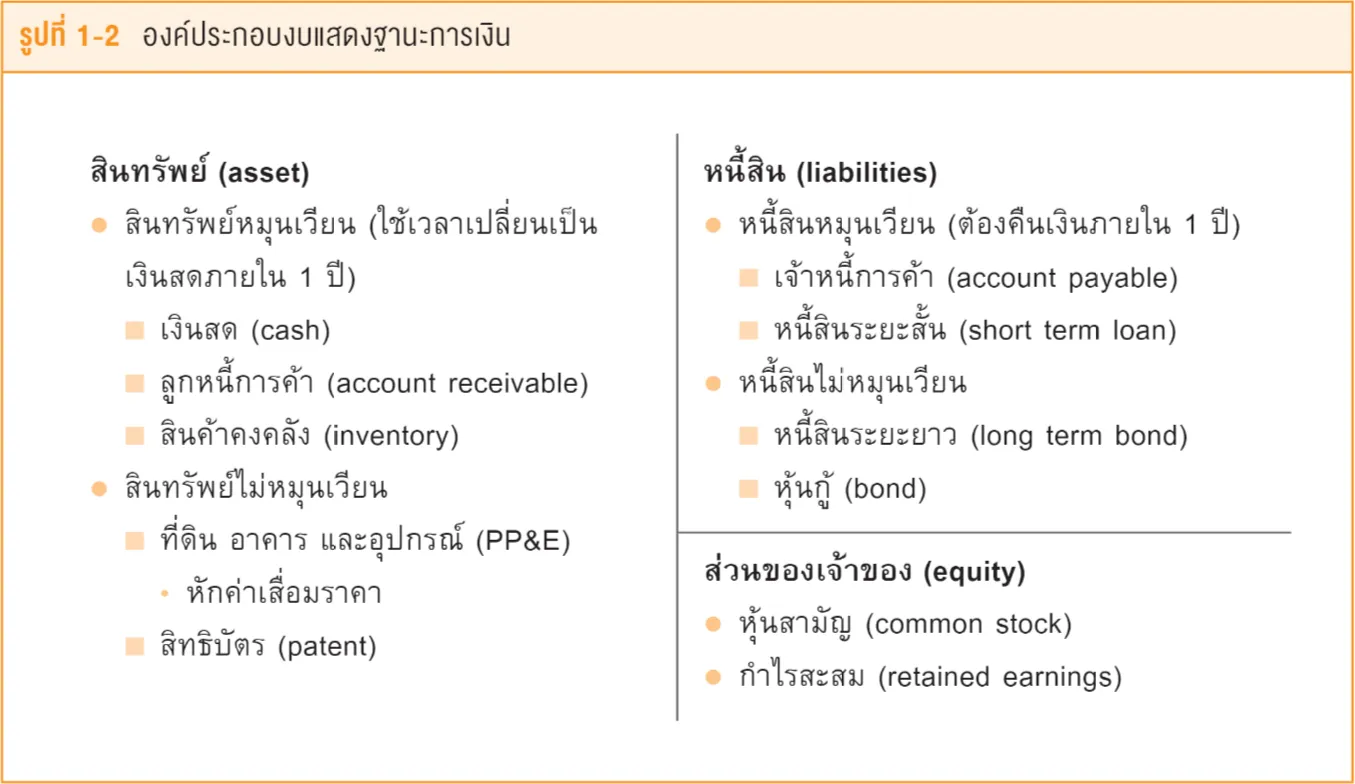 รูปที่ 1-2 องค์ประกอบงบแสดงฐานะการเงิน
สินทรัพย์ (asset)
สินทรัพย์หมุนเวียน (ใช้เวลาเปลี่ยนเป็น
เงินสดภายใน 1 ปี)
เงินสด (cash)
ลูกหนี้การค้า (account receivable)
สินค้าคงคลัง (inventory)
สินทรัพย์ไม่หมุนเวียน
ที่ดิน อาคาร และอุปกรณ์ (PP&E)
หักค่าเสื่อมราคา
สิทธิบัตร (patent)
หนี้สิน (liabilities)
หนี้สินหมุนเวียน (ต้องคืนเงินภายใน 1 ปี)
เจ้าหนี้การค้า (account payable)
หนี้สินระยะสั้น (short term loan)
หนี้สินไม่หมุนเวียน
หนี้สินระยะยาว (long term bond)
หุ้นกู้ (bond)
ส่วนของเจ้าของ (equity)
หุ้นสามัญ (common stock)
กำไรสะสม (retained earnings)